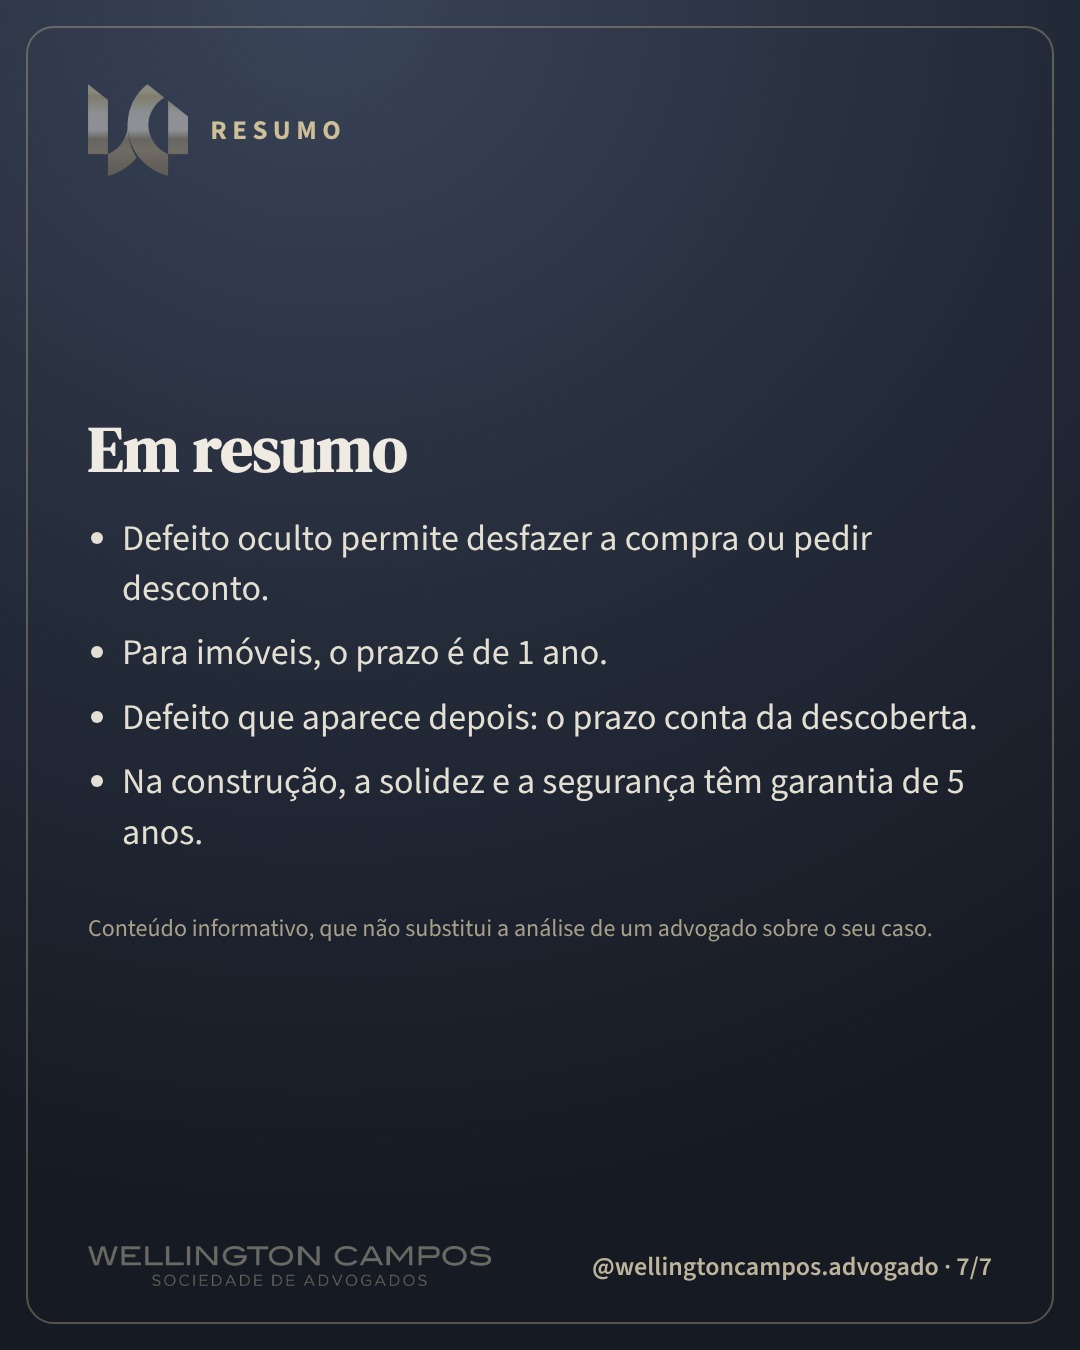 RESUMO
Em resumo
• Defeito oculto permite desfazer a compra ou pedir
desconto.
• Para imóveis, o prazo é de 1 ano.
• Defeito que aparece depois: o prazo conta da descoberta.
• Na construção, a solidez e a segurança têm garantia de 5
anos.
Conteúdo informativo, que não substitui a análise de um advogado sobre o seu caso.
WELLINGTON CAMPOS
SOCIEDADE DE ADVOGADOS
@wellingtoncampos.advogado · 7/7